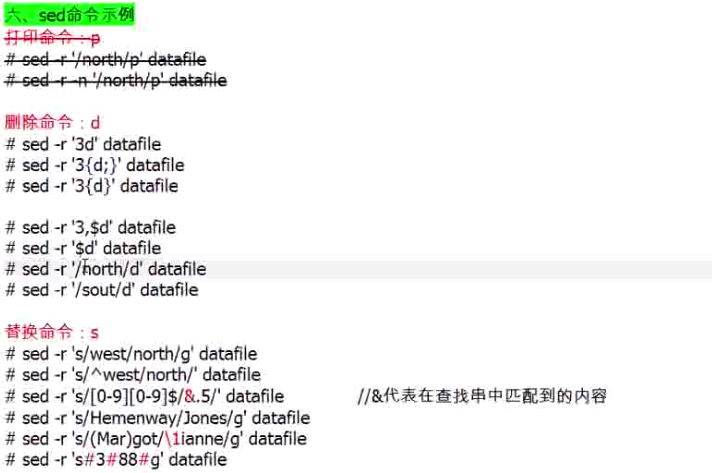 六、sed命令示例
打印命令：-p
# sed -r '/north/p' datafile
# sed -r -n '/north/p' datafile
删除命令：d
# sed -r '3d' datafile
# sed -r '3{d;}' datafile
# sed -r '3{d}' datafile
# sed -r '3,$d' datafile
# sed -r '$d' datafile
# sed -r '/north/d' datafile
# sed -r '/sout/d' datafile
替换命令：s
# sed -r 's/west/north/g' datafile
# sed -r 's/^west/north/' datafile
# sed -r 's/[0-9][0-9]$/&.5/' datafile //&代表在查找串中匹配到的内容
# sed -r 's/Hemenway/Jones/g' datafile
# sed -r 's/(Mar)got/\1ianne/g' datafile
# sed -r 's#3#88#g' datafile